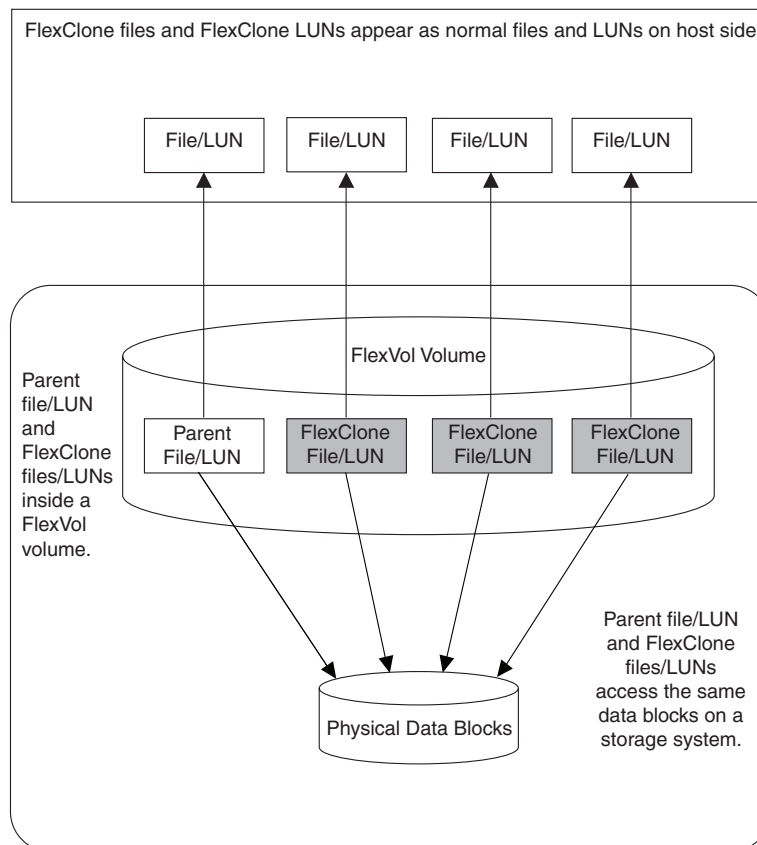 FlexClone files and FlexClone LUNs appear as normal files and LUNs on host side
File/LUN
File/LUN
File/LUN
File/LUN
FlexVol Volume
Parent
file/LUN
and
FlexClone
files/LUNs
inside a
FlexVol
volume.
Parent
File/LUN
FlexClone
File/LUN
FlexClone
File/LUN
FlexClone
File/LUN
Parent file/LUN
and FlexClone
files/LUNs
access the same
data blocks on a
storage system.
Physical Data Blocks